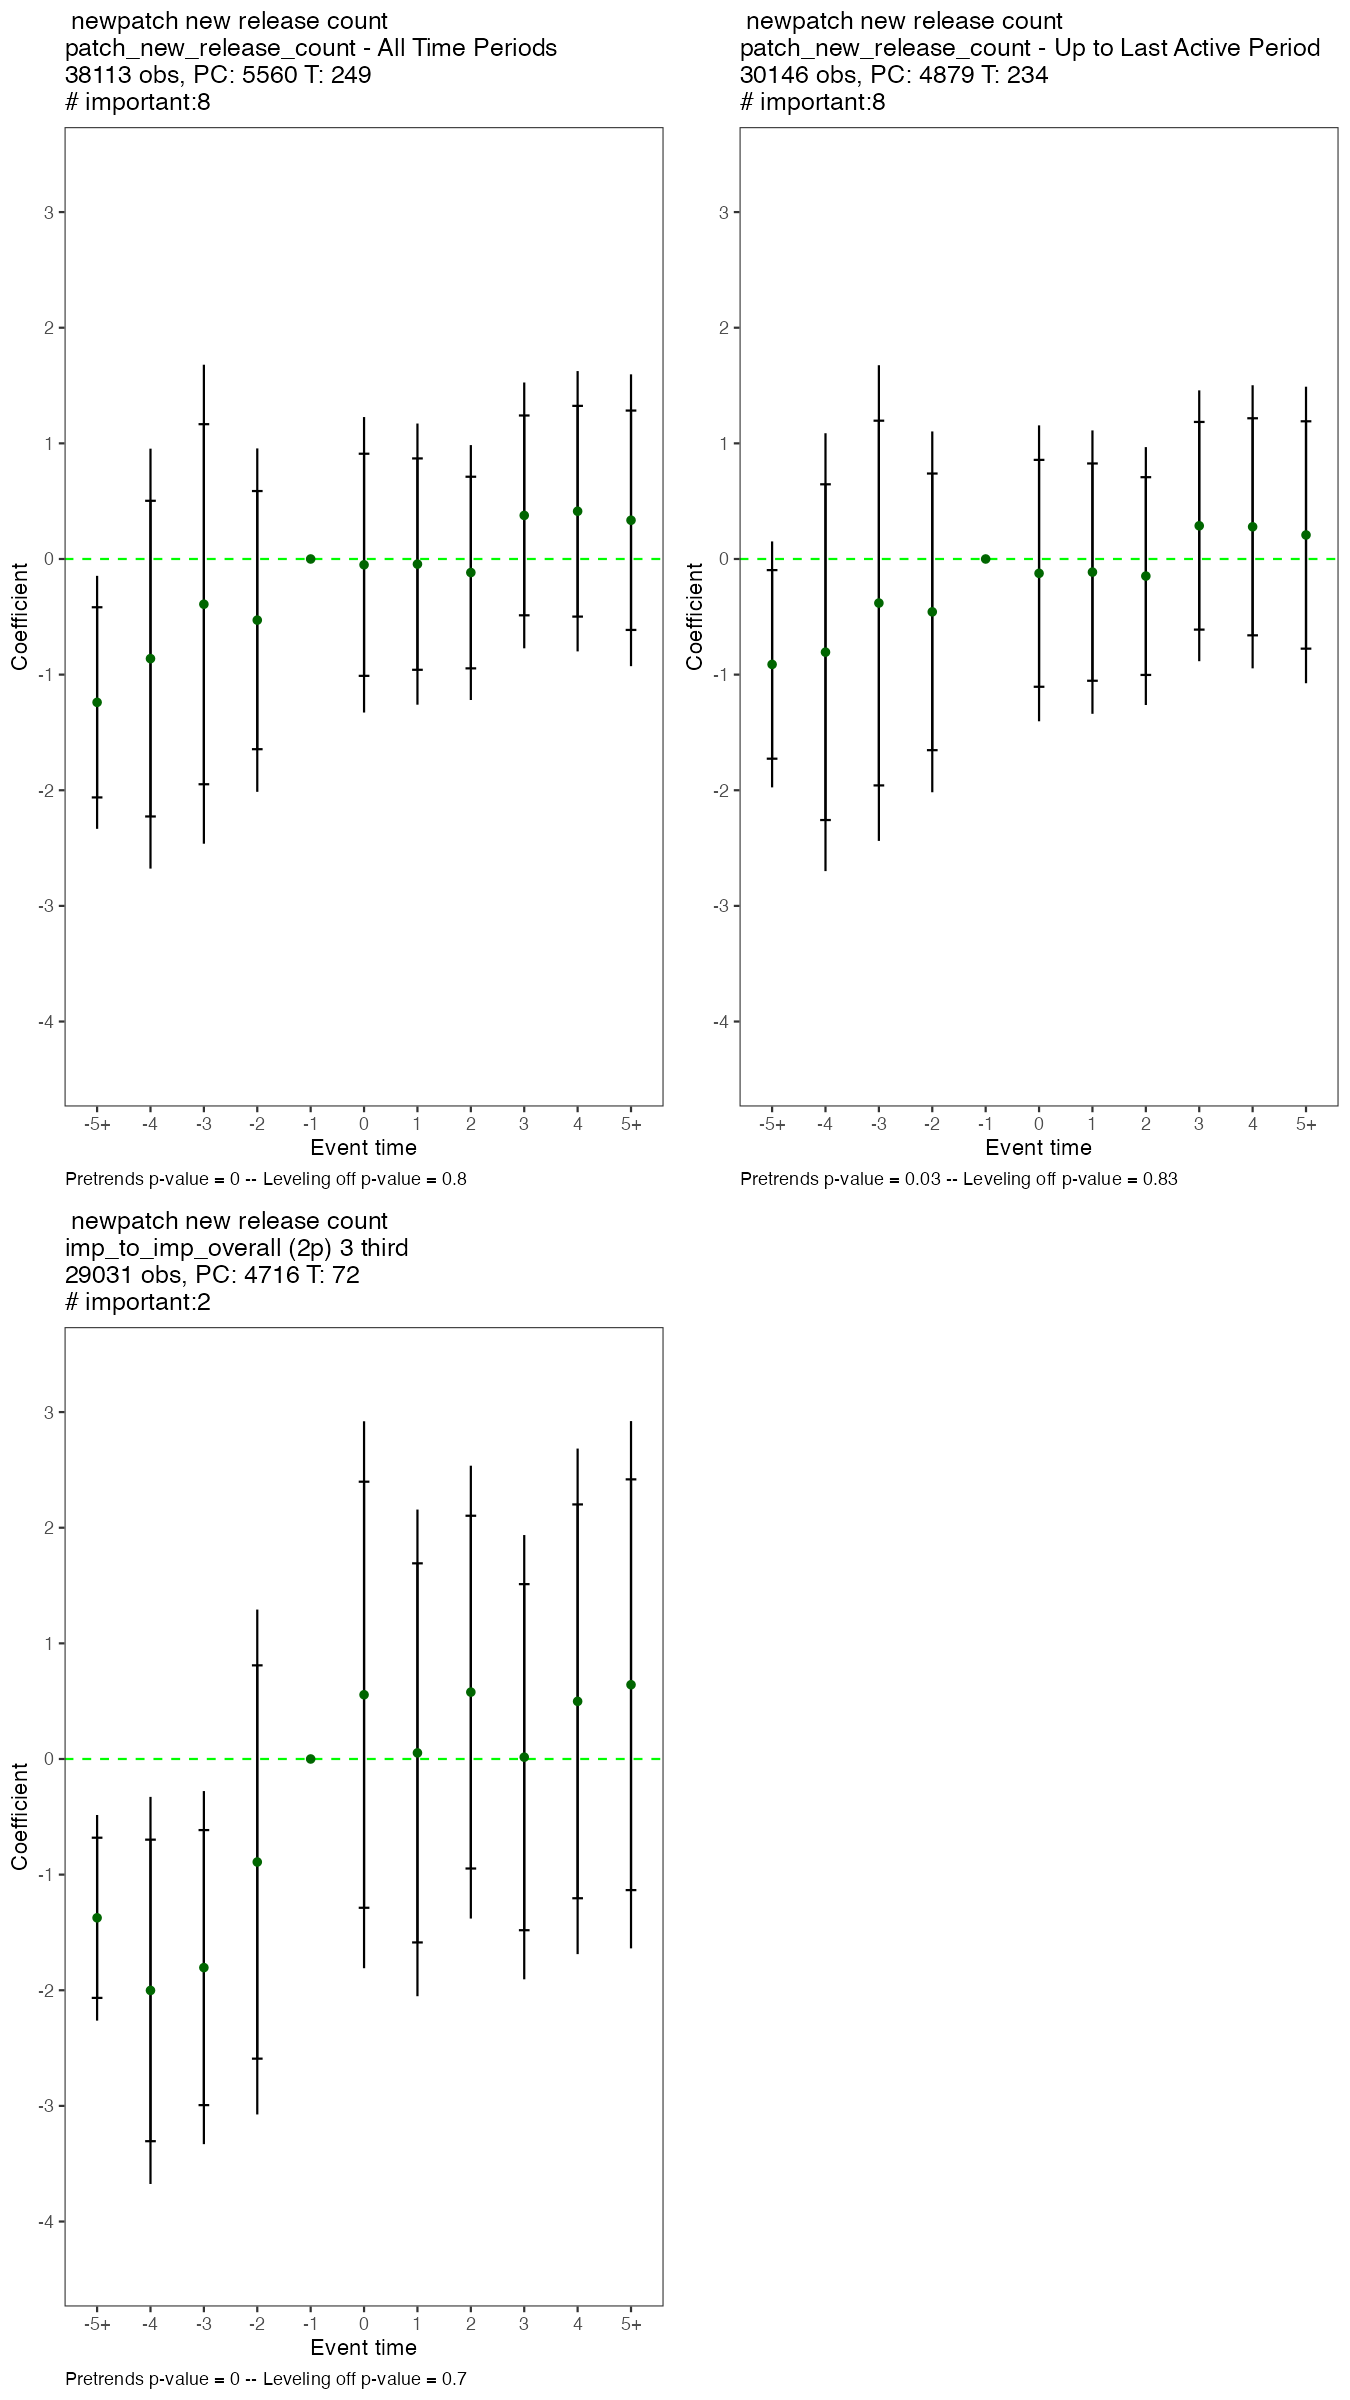 newpatch new release count
patch_new_release_count - All Time Periods
38113 obs, PC: 5560 T: 249
# important:8
3
2
1
0
-1
-2
-3
-4
Coefficient
-5+ -4 -3 -2 -1 0 1 2 3 4 5+
Event time
Pretrends p-value = 0 -- Leveling off p-value = 0.8
newpatch new release count
patch_new_release_count - Up to Last Active Period
30146 obs, PC: 4879 T: 234
# important:8
3
2
1
0
-1
-2
-3
-4
Coefficient
-5+ -4 -3 -2 -1 0 1 2 3 4 5+
Event time
Pretrends p-value = 0.03 -- Leveling off p-value = 0.83
newpatch new release count
imp_to_imp_overall (2p) 3 third
29031 obs, PC: 4716 T: 72
# important:2
3
2
1
0
-1
-2
-3
-4
Coefficient
-5+ -4 -3 -2 -1 0 1 2 3 4 5+
Event time
Pretrends p-value = 0 -- Leveling off p-value = 0.7